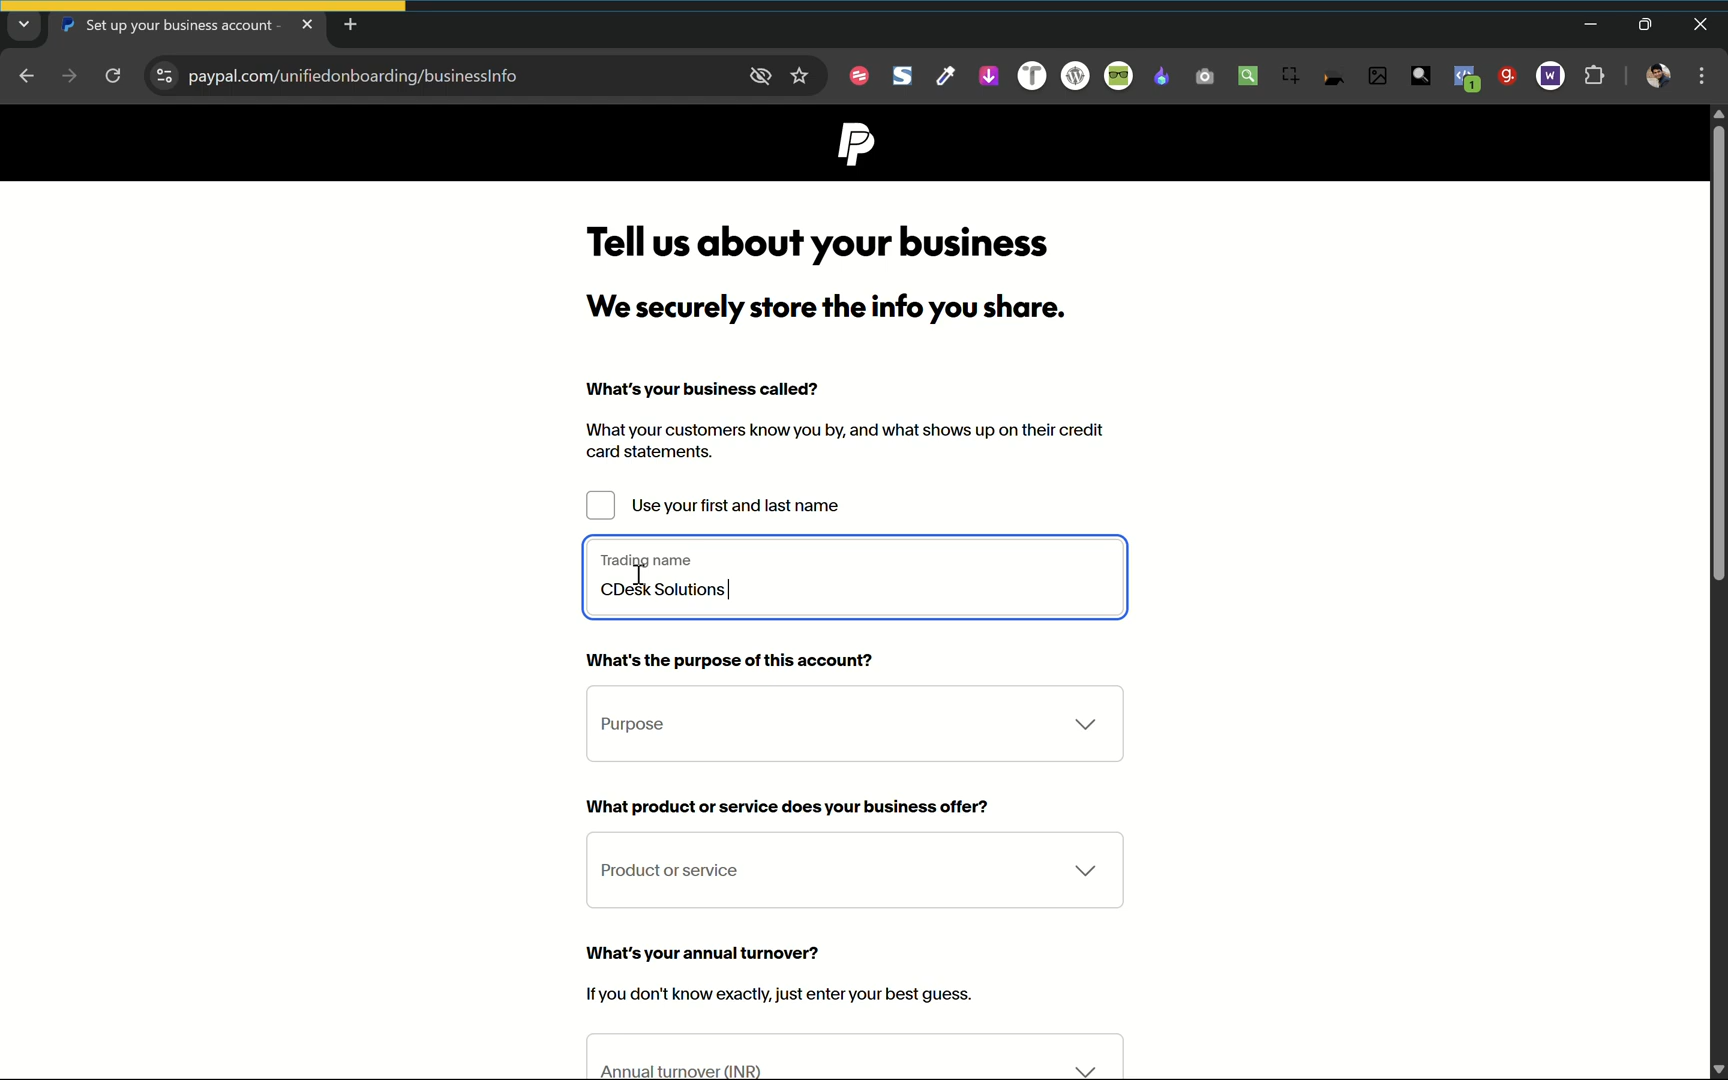 Set up your business account -
paypal.com/unifiedonboarding/businessInfo
1
Tell us about your business
We securely store the info you share.
What's your business called?
What your customers know you by, and what shows up on their credit
card statements.
Use your first and last name
Trading name
CDesk Solutions
What's the purpose of this account?
Purpose
What product or service does your business offer?
Product or service
What's your annual turnover?
If you don't know exactly, just enter your best guess.
Annual turnover (INR)